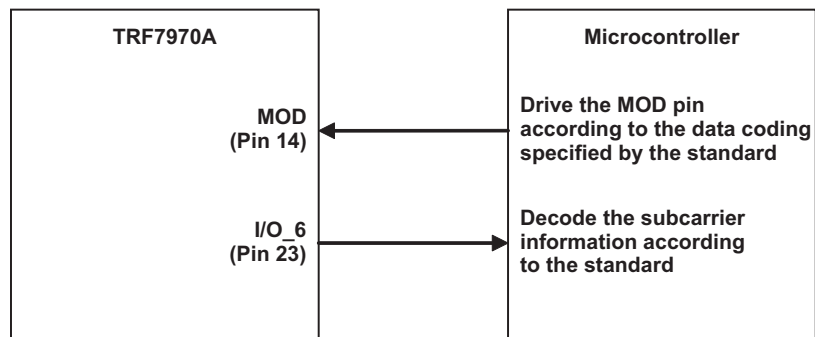 TRF7970A
Microcontroller
MOD
(Pin 14)
Drive the MOD pin
according to the data coding
specified by the standard
I/O_6
(Pin 23)
Decode the subcarrier
information according
to the standard